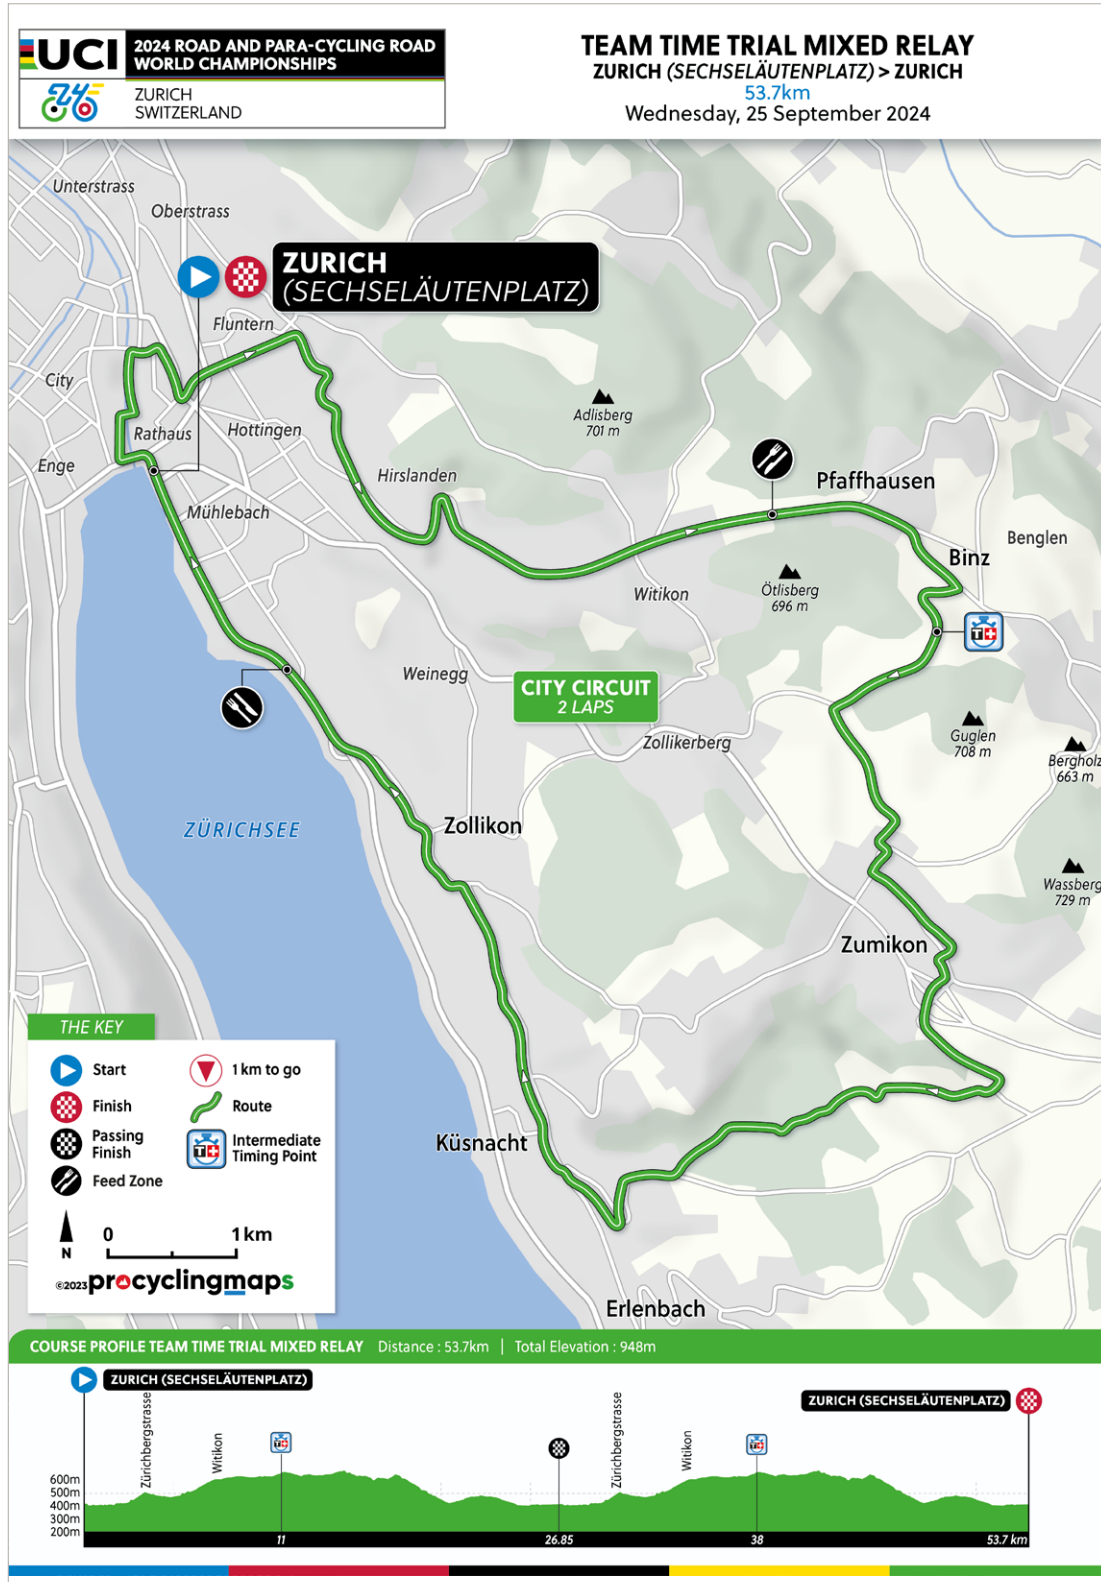 UCI
2024 ROAD AND PARA-CYCLING ROAD
WORLD CHAMPIONSHIPS
24
ZURICH
SWITZERLAND
TEAM TIME TRIAL MIXED RELAY
ZURICH (SECHSELÄUTENPLATZ) > ZURICH
53.7km
Wednesday, 25 September 2024
Unterstrass
Oberstrass
ZURICH
(SECHSELÄUTENPLATZ)
Fluntern
City
Rathaus
Hottingen
Adlisberg
701 m
Enge
Hirslanden
Pfaffhausen
Mühlebach
Benglen
Binz
Witikon
Ötlisberg
696 m
T
Weinegg
CITY CIRCUIT
2 LAPS
Guglen
708 m
Zollikerberg
Bergholz
663 m
ZÜRICHSEE
Zollikon
Wassberg
729 m
Zumikon
THE KEY
Start
1 km to go
Finish
Route
Passing
Finish
T
Intermediate
Timing Point
Feed Zone
Küsnacht
N
0
1 km
©2023 procyclingmaps
Erlenbach
COURSE PROFILE TEAM TIME TRIAL MIXED RELAY Distance : 53.7km | Total Elevation : 948m
ZURICH (SECHSELÄUTENPLATZ)
ZURICH (SECHSELÄUTENPLATZ)
Zürichbergstrasse
Witikon
T
Zürichbergstrasse
Witikon
T
600m
500m
400m
300m
200m
11
26.85
38
53.7 km